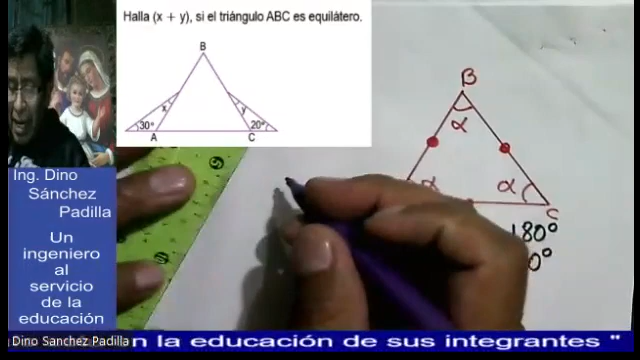 Halla (x + y), si el triángulo ABC es equilátero.
B
x
y
30°
20°
A
C
B
α
α
α
C
180°
0°
Ing. Dino
Sánchez
Padilla
Un
ingeniero
al
servicio
de la
educación
Dino Sanchez Padilla
n la educación de sus integrantes "